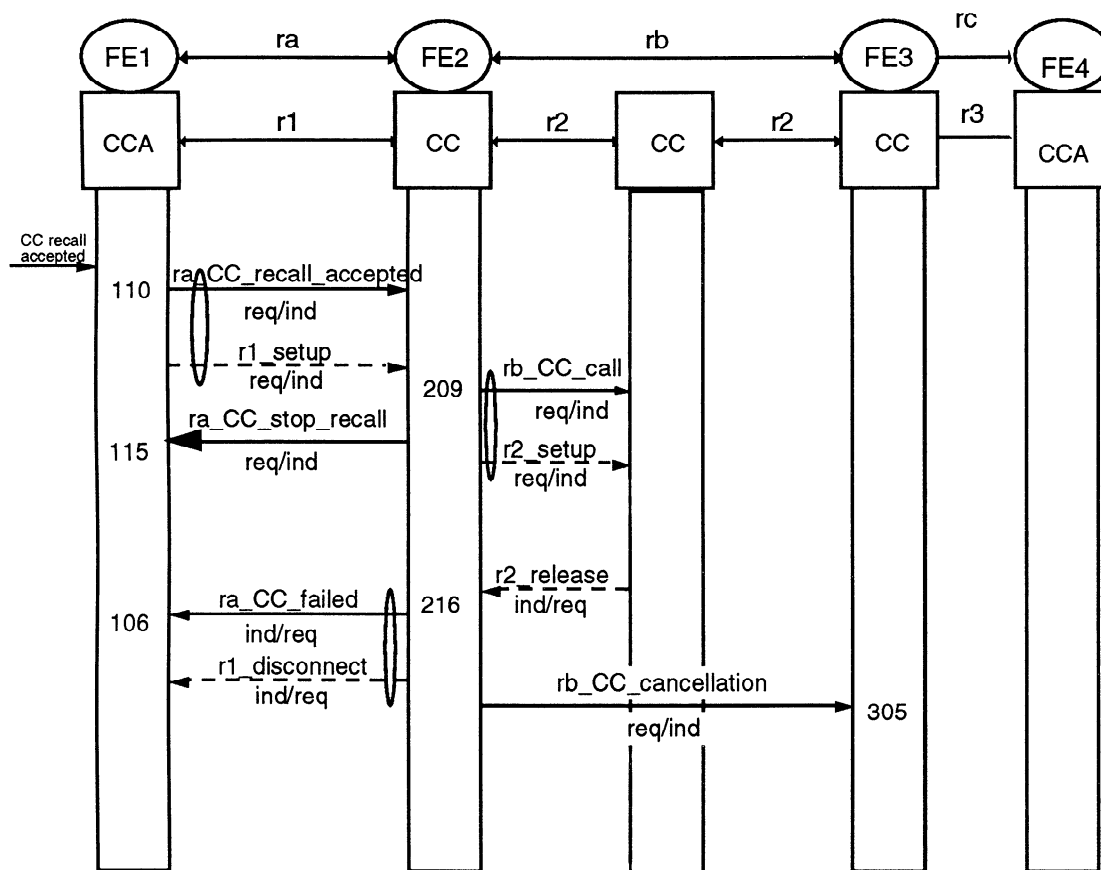 FE1
ra
FE2
rb
FE3
rc
FE4
CCA
r1
CC
r2
CC
r2
CC
r3
CCA
CC recall
accepted
110
ra_CC_recall_accepted
req/ind
r1_setup
req/ind
209
rb_CC_call
req/ind
ra_CC_stop_recall
req/ind
115
r2_setup
req/ind
r2_release
ind/req
216
ra_CC_failed
ind/req
106
r1_disconnect
ind/req
rb_CC_cancellation
req/ind
305